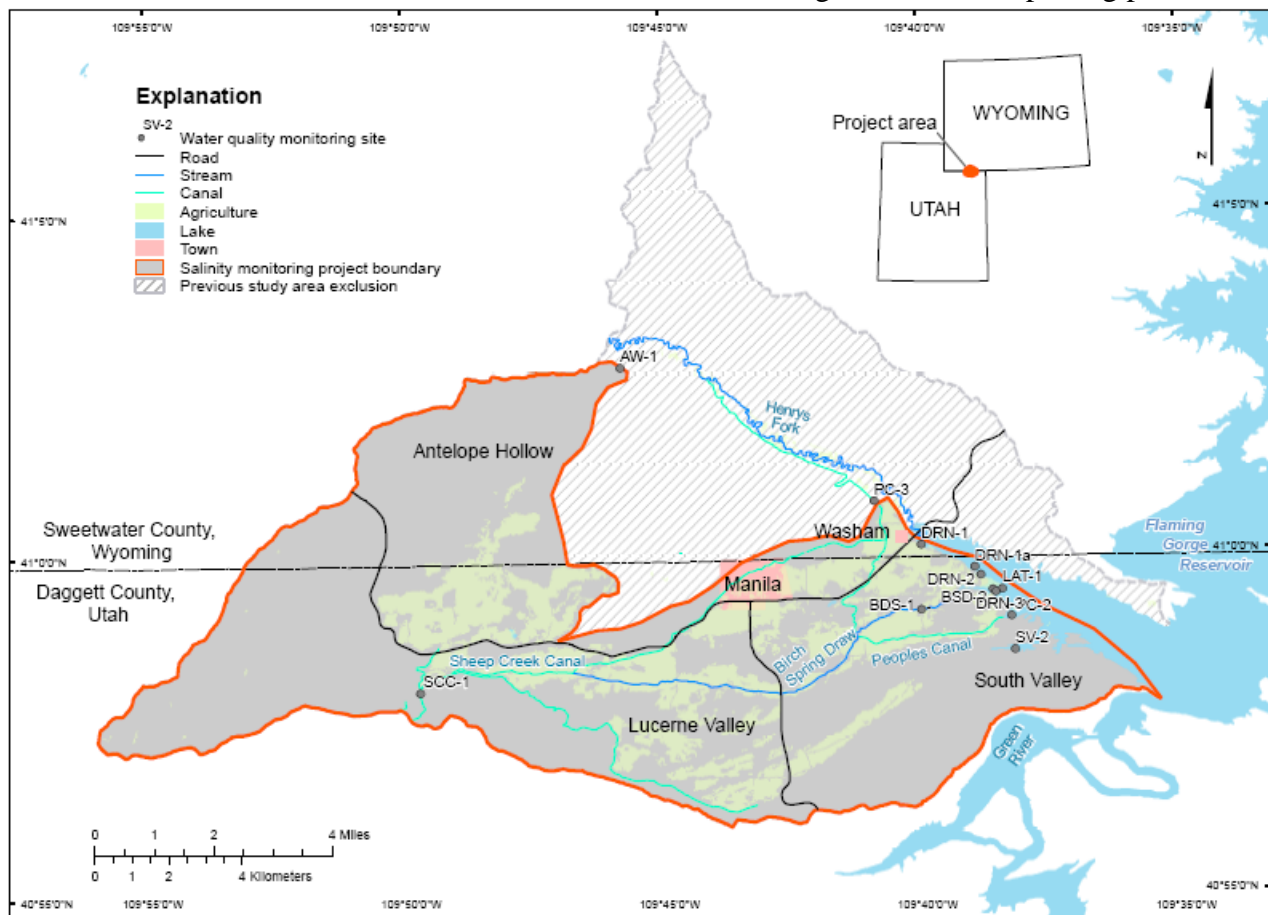 109°55'0"W
109°50'0"W
109°45'0"W
109°40'0"W
109°35'0"W
Explanation
SV-2
Water quality monitoring site
Road
Stream
Canal
Agriculture
Lake
Town
Salinity monitoring project boundary
Previous study area exclusion
Project area
WYOMING
UTAH
N
41°5'0"N
41°5'0"N
AW-1
Henrys
Fork
Antelope Hollow
PC-3
Washam
DRN-1
Sweetwater County,
Wyoming
Flaming
Gorge
Reservoir
41°0'0"N
41°0'0"N
DRN-1a
Daggett County,
Utah
Manila
DRN-2
LAT-1
BSD-2
BDS-1
DRN-3
PC-2
SV-2
Birch
Spring Draw
Peoples Canal
Sheep Creek Canal
SCC-1
South Valley
Lucerne Valley
Green
River
0 1 2 4 Miles
0 1 2 4 Kilometers
40°55'0"N
40°55'0"N
109°55'0"W
109°50'0"W
109°45'0"W
109°40'0"W
109°35'0"W